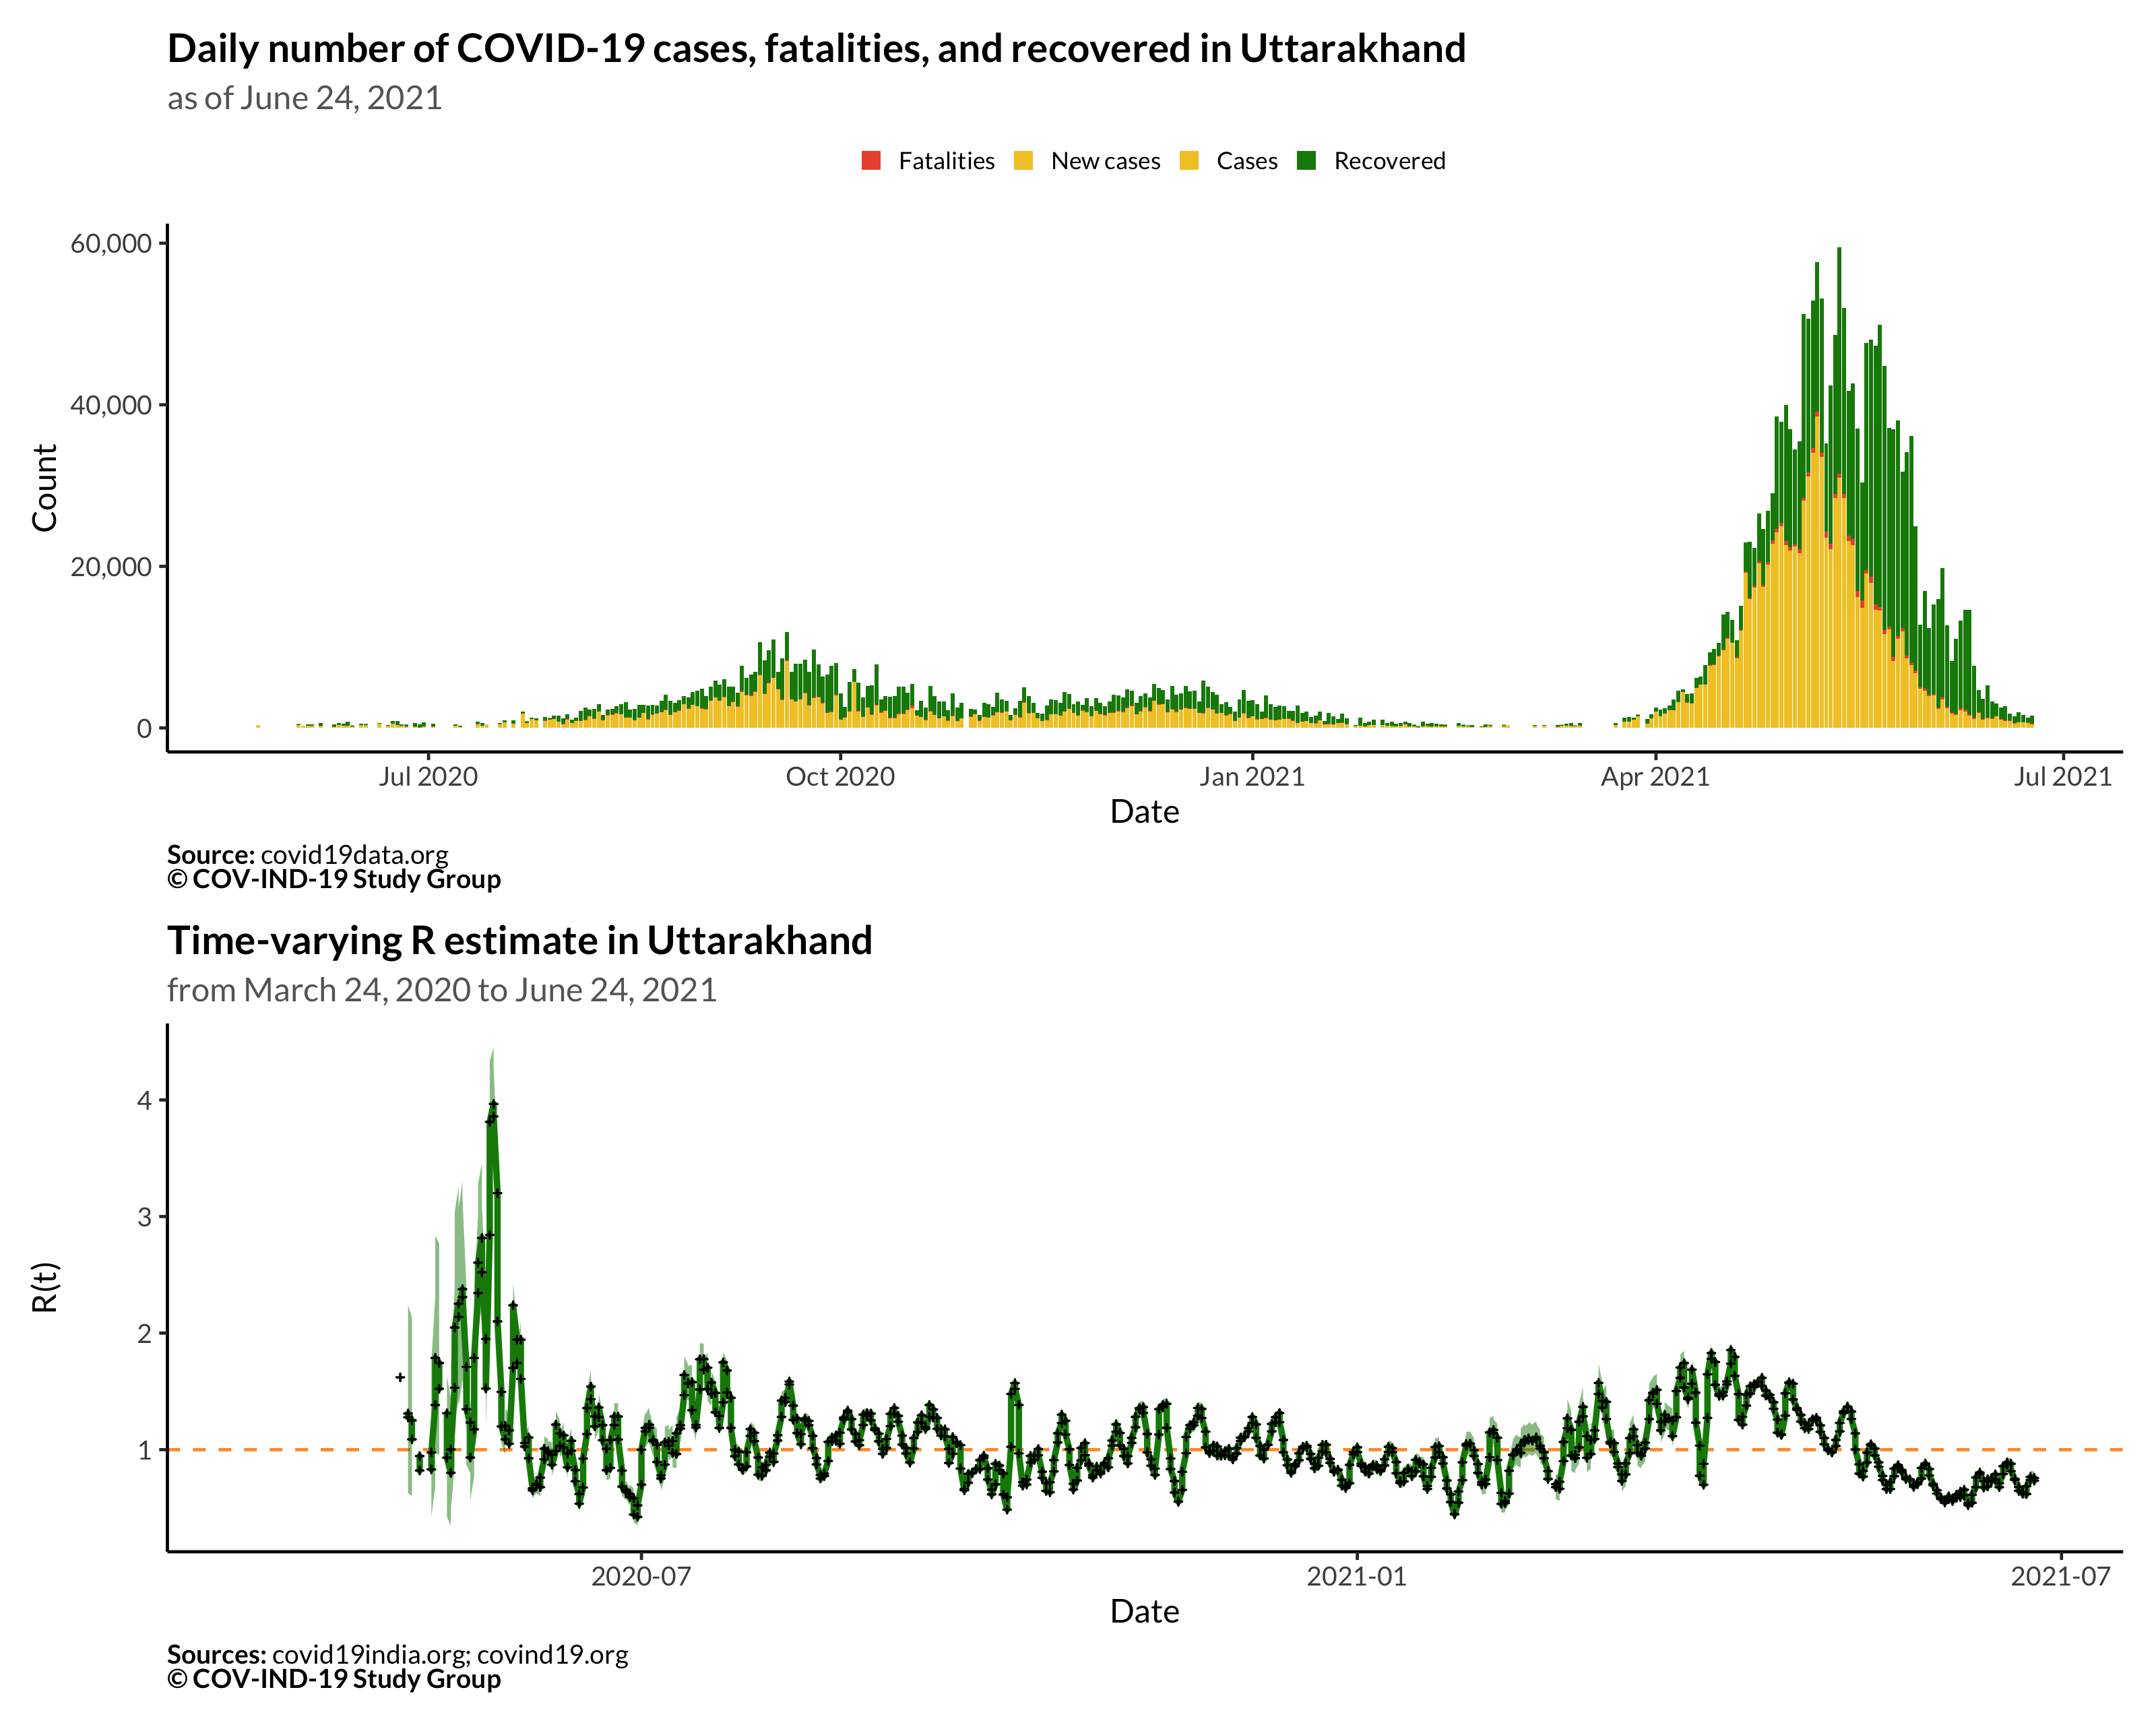 Daily number of COVID-19 cases, fatalities, and recovered in Uttarakhand
as of June 24, 2021
Fatalities New cases Cases Recovered
60,000
40,000
20,000
0
Count
Jul 2020 Oct 2020 Jan 2021 Apr 2021 Jul 2021
Date
Source: covid19data.org
© COV-IND-19 Study Group
Time-varying R estimate in Uttarakhand
from March 24, 2020 to June 24, 2021
4
3
2
1
R(t)
2020-07 2021-01 2021-07
Date
Sources: covid19india.org; covind19.org
© COV-IND-19 Study Group